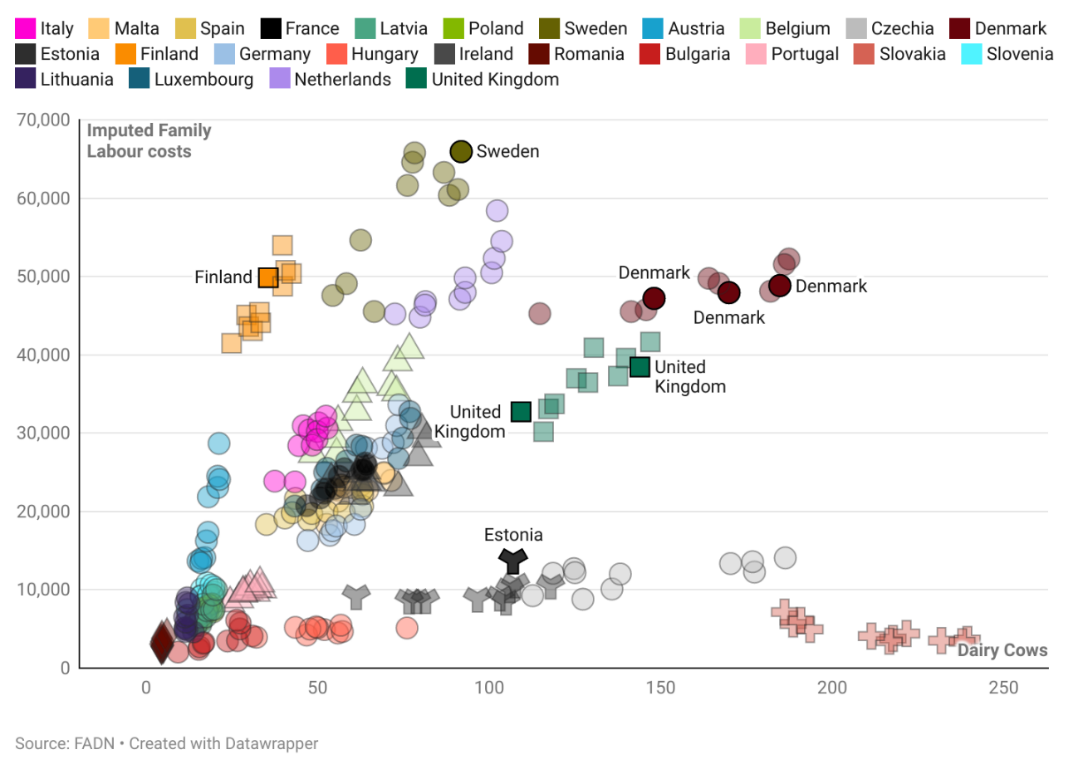 Italy Malta Spain France Latvia Poland Sweden Austria Belgium Czechia Denmark
Estonia Finland Germany Hungary Ireland Romania Bulgaria Portugal Slovakia Slovenia
Lithuania Luxembourg Netherlands United Kingdom
70,000
Imputed Family
Labour costs
Sweden
60,000
50,000
Finland
Denmark
Denmark
Denmark
40,000
United
Kingdom
United
Kingdom
30,000
20,000
Estonia
10,000
Dairy Cows
0
0 50 100 150 200 250
Source: FADN • Created with Datawrapper